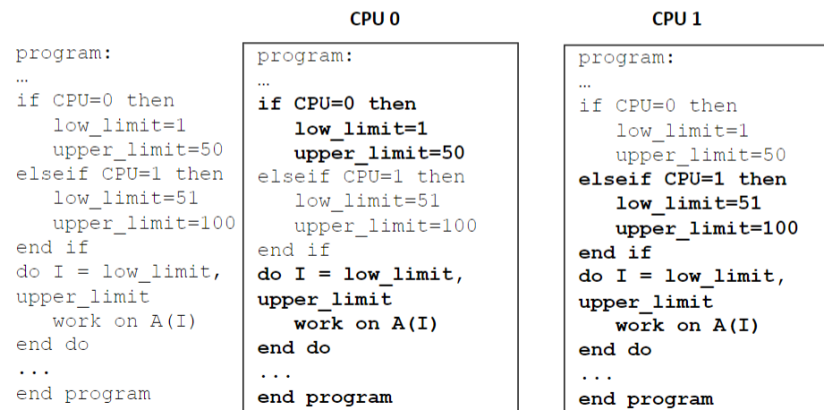 program:
…
if CPU=0 then
low_limit=1
upper_limit=50
elseif CPU=1 then
low_limit=51
upper_limit=100
end if
do I = low_limit,
upper_limit
work on A(I)
end do
...
end program
CPU 0
program:
…
if CPU=0 then
low_limit=1
upper_limit=50
elseif CPU=1 then
low_limit=51
upper_limit=100
end if
do I = low_limit,
upper_limit
work on A(I)
end do
...
end program
CPU 1
program:
…
if CPU=0 then
low_limit=1
upper_limit=50
elseif CPU=1 then
low_limit=51
upper_limit=100
end if
do I = low_limit,
upper_limit
work on A(I)
end do
...
end program